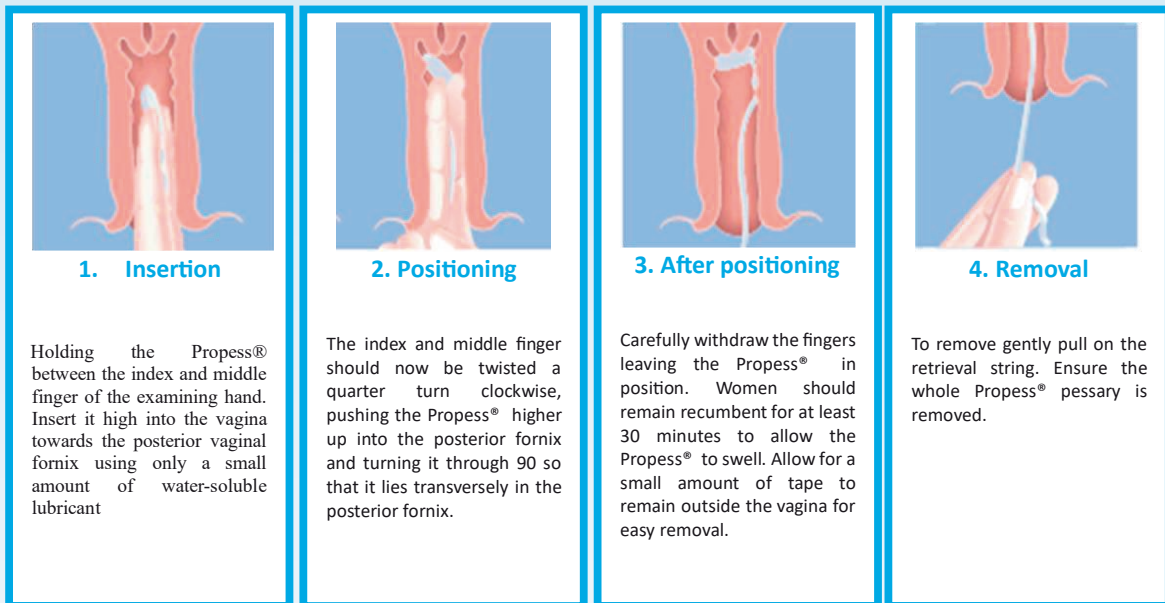 1. Insertion
Holding the Propess®
between the index and middle
finger of the examining hand.
Insert it high into the vagina
towards the posterior vaginal
fornix using only a small
amount of water-soluble
lubricant
2. Positioning
The index and middle finger
should now be twisted a
quarter turn clockwise,
pushing the Propess® higher
up into the posterior fornix
and turning it through 90 so
that it lies transversely in the
posterior fornix.
3. After positioning
Carefully withdraw the fingers
leaving the Propess® in
position. Women should
remain recumbent for at least
30 minutes to allow the
Propess® to swell. Allow for a
small amount of tape to
remain outside the vagina for
easy removal.
4. Removal
To remove gently pull on the
retrieval string. Ensure the
whole Propess® pessary is
removed.